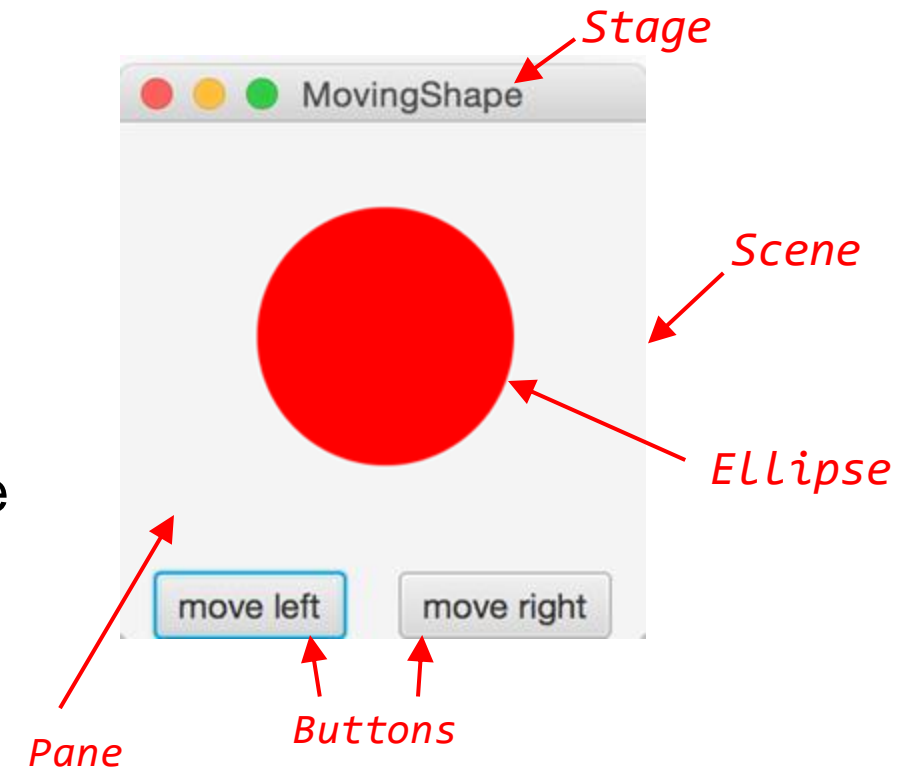 Stage
MovingShape
Scene
Ellipse
e
move left
move right
Buttons
Pane